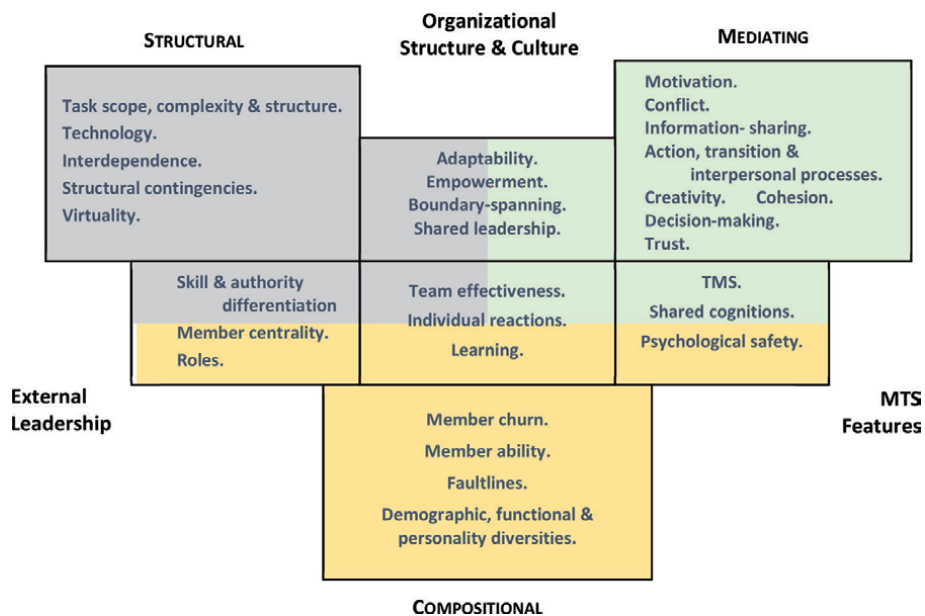 Organizational
Structure & Culture
STRUCTURAL
MEDIATING
Task scope, complexity & structure.
Technology.
Interdependence.
Structural contingencies.
Virtuality.
Adaptability.
Empowerment.
Boundary-spanning.
Shared leadership.
Motivation.
Conflict.
Information- sharing.
Action, transition &
interpersonal processes.
Creativity. Cohesion.
Decision-making.
Trust.
Skill & authority
differentiation
Member centrality.
Roles.
Team effectiveness.
Individual reactions.
Learning.
TMS.
Shared cognitions.
Psychological safety.
External
Leadership
MTS
Features
Member churn.
Member ability.
Faultlines.
Demographic, functional &
personality diversities.
COMPOSITIONAL